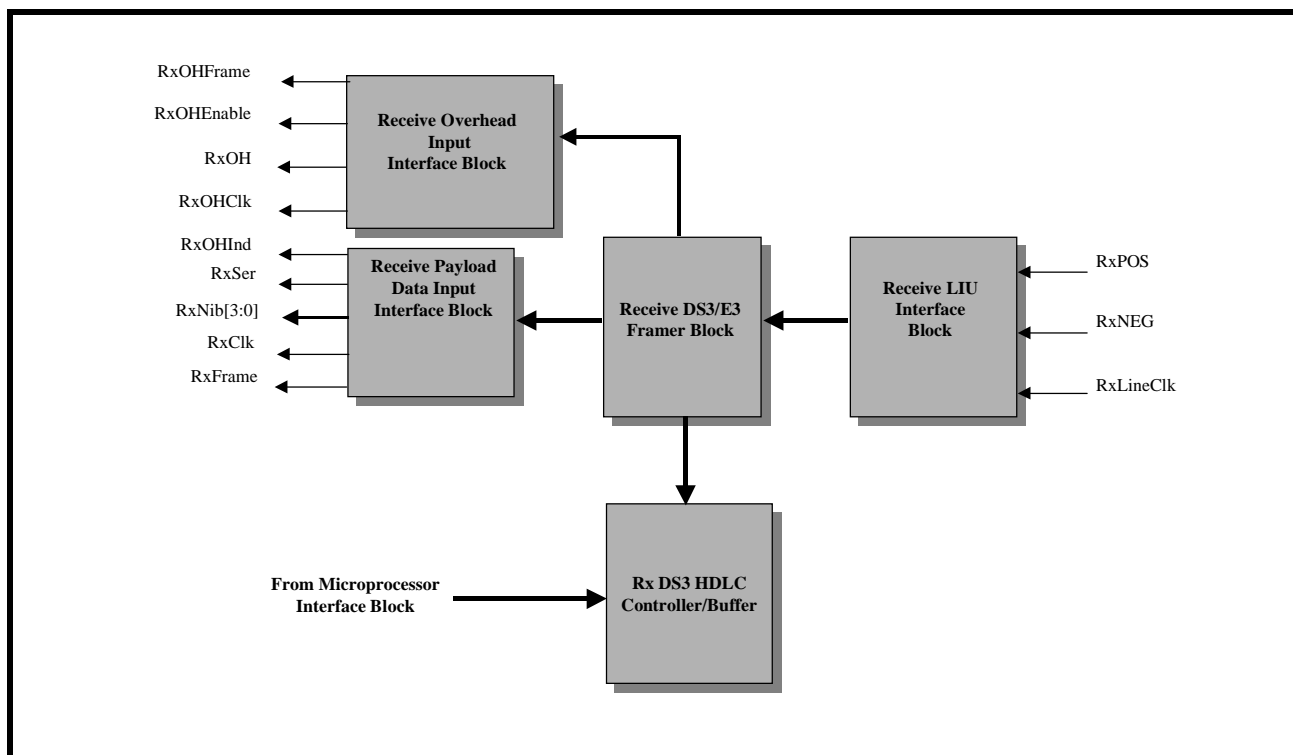 RxOHFrame
RxOHEnable
RxOH
RxOHClk
Receive Overhead
Input
Interface Block
RxOHInd
RxSer
RxNib[3:0]
RxClk
RxFrame
Receive Payload
Data Input
Interface Block
Receive DS3/E3
Framer Block
Receive LIU
Interface
Block
RxPOS
RxNEG
RxLineClk
From Microprocessor
Interface Block
Rx DS3 HDLC
Controller/Buffer